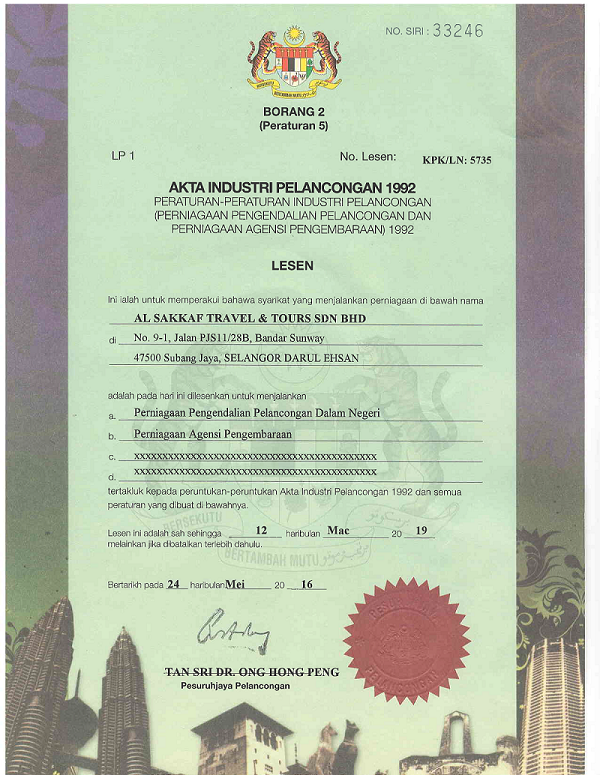 NO. SIRI : 33246
BERSEKUTU BERTAMBAH MUTU
BORANG 2
(Peraturan 5)
LP 1 No. Lesen: KPK/LN: 5735
AKTA INDUSTRI PELANCONGAN 1992
PERATURAN-PERATURAN INDUSTRI PELANCONGAN
(PERNIAGAAN PENGENDALIAN PELANCONGAN DAN
PERNIAGAAN AGENSI PENGEMBARAAN) 1992
LESEN
Ini ialah untuk memperakui bahawa syarikat yang menjalankan perniagaan di bawah nama
AL SAKKAF TRAVEL & TOURS SDN BHD
di No. 9-1, Jalan PJS11/28B, Bandar Sunway
47500 Subang Jaya, SELANGOR DARUL EHSAN
adalah pada hari ini dilesenkan untuk menjalankan
a. Perniagaan Pengendalian Pelancongan Dalam Negeri
b. Perniagaan Agensi Pengembaraan
c. xxxxxxxxxxxxxxxxxxxxxxxxxxxxxxxxxxxxxxxxx
d. xxxxxxxxxxxxxxxxxxxxxxxxxxxxxxxxxxxxxxxxx
tertakluk kepada peruntukan-peruntukan Akta Industri Pelancongan 1992 dan semua
peraturan yang dibuat di bawahnya.
BERSEKUTU
Lesen ini adalah sah sehingga 12 haribulan Mac 20 19
melainkan jika dibatalkan terlebih dahulu.
BERTAMBAH MUTU
Bertarikh pada 24 haribulan Mei 20 16
TAN SRI DR. ONG HONG PENG
Pesuruhjaya Pelancongan
PELANCONGAN